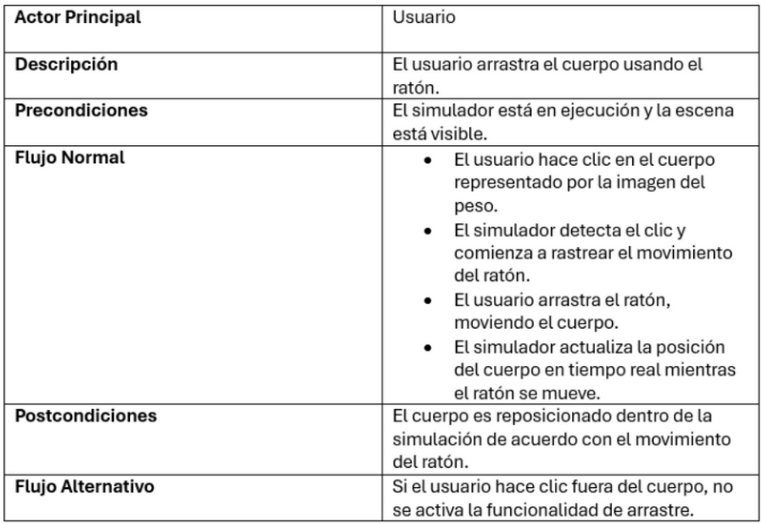 Actor Principal
Usuario
Descripción
El usuario arrastra el cuerpo usando el
ratón.
Precondiciones
El simulador está en ejecución y la escena
está visible.
Flujo Normal
• El usuario hace clic en el cuerpo
representado por la imagen del
peso.
• El simulador detecta el clic y
comienza a rastrear el movimiento
del ratón.
• El usuario arrastra el ratón,
moviendo el cuerpo.
• El simulador actualiza la posición
del cuerpo en tiempo real mientras
el ratón se mueve.
Postcondiciones
El cuerpo es reposicionado dentro de la
simulación de acuerdo con el movimiento
del ratón.
Flujo Alternativo
Si el usuario hace clic fuera del cuerpo, no
se activa la funcionalidad de arrastre.